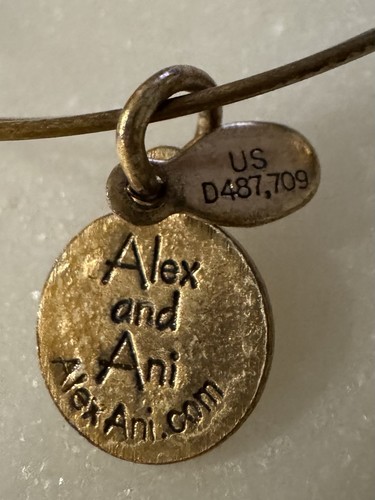 US
D487,709
Alex
and
Ani
AlexAni.com